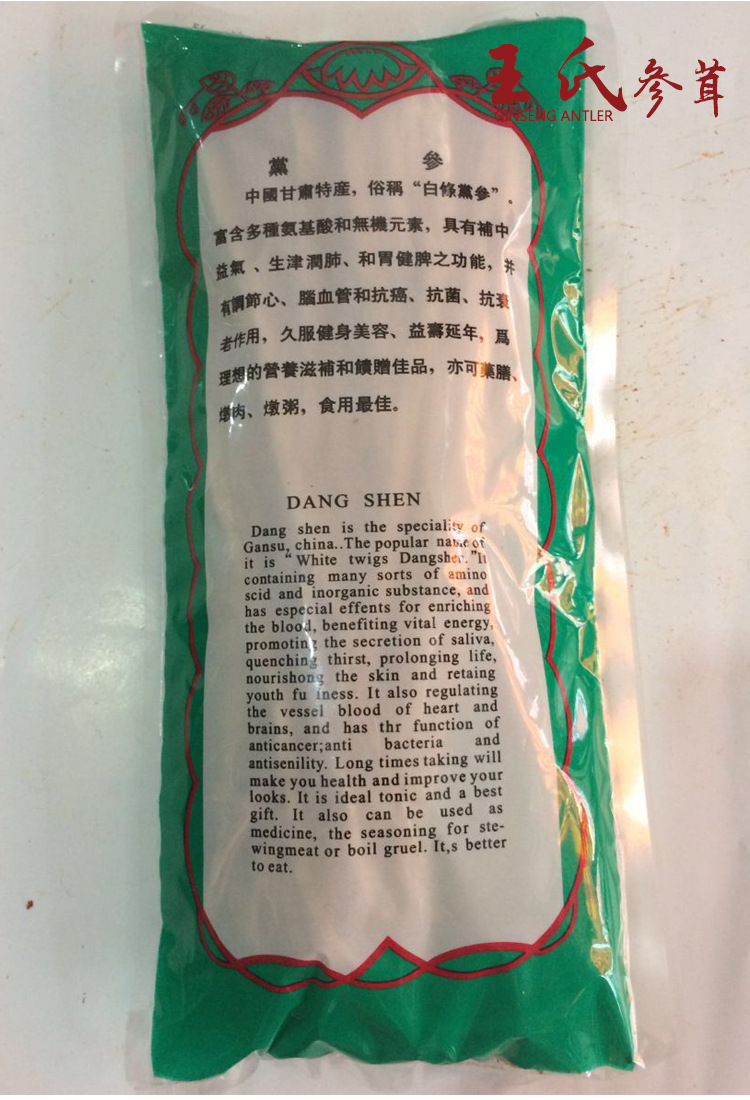 王氏参茸
GINSENG ANTLER
黨參
中國甘肅特産，俗稱“白條黨參”。
富含多種氨基酸和無機元素，具有補中
益氣、生津潤肺、和胃健脾之功能，并
有調節心、腦血管和抗癌、抗菌、抗衰
老作用，久服健身美容、益壽延年，爲
理想的營養滋補和饋贈佳品，亦可藥膳、
燉肉、燉粥，食用最佳。
DANG SHEN
Dang shen is the speciality of
Gansu, china..The popular name of
it is “White twigs Dangshen.”It
containing many sorts of amino
scid and inorganic substance, and
has especial effents for enriching
the blood, benefiting vital energy,
promoting the secretion of saliva,
quenching thirst, prolonging life,
nourishong the skin and retaing
youth fu lness. It also regulating
the vessel blood of heart and
brains, and has thr function of
anticancer;anti bacteria and
antisenility. Long times taking will
make you health and improve your
looks. It is ideal tonic and a best
gift. It also can be used as
medicine, the seasoning for ste-
wingmeat or boil gruel. It,s better
to eat.